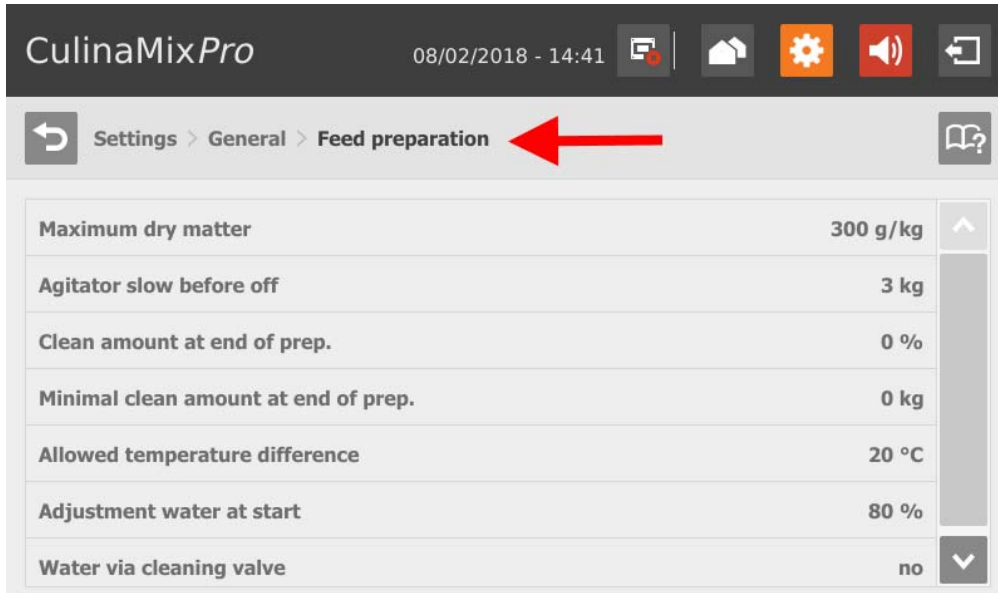 CulinaMixPro 08/02/2018 - 14:41
Settings > General > Feed preparation
Maximum dry matter 300 g/kg
Agitator slow before off 3 kg
Clean amount at end of prep. 0 %
Minimal clean amount at end of prep. 0 kg
Allowed temperature difference 20 °C
Adjustment water at start 80 %
Water via cleaning valve no